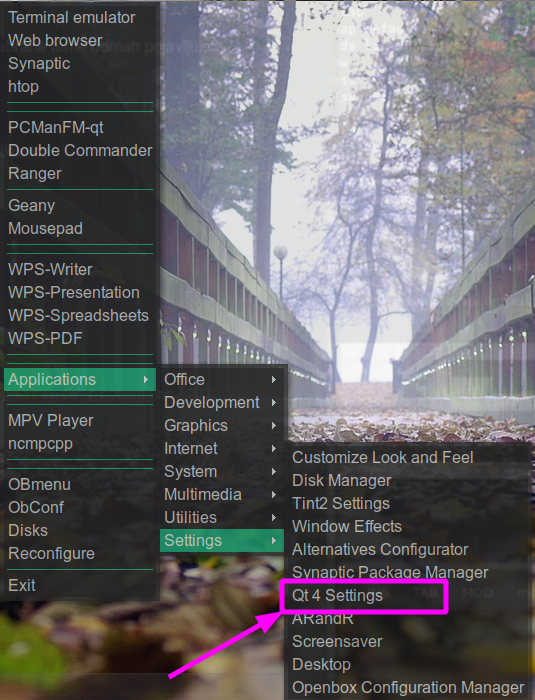 Terminal emulator
Web browser
Synaptic
htop
PCManFM-qt
Double Commander
Ranger
Geany
Mousepad
WPS-Writer
WPS-Presentation
WPS-Spreadsheets
WPS-PDF
Applications
MPV Player
ncmpcpp
OBmenu
ObConf
Disks
Reconfigure
Exit
Office
Development
Graphics
Internet
System
Multimedia
Utilities
Settings
Customize Look and Feel
Disk Manager
Tint2 Settings
Window Effects
Alternatives Configurator
Synaptic Package Manager
Qt 4 Settings
ARandR
Screensaver
Desktop
Openbox Configuration Manager